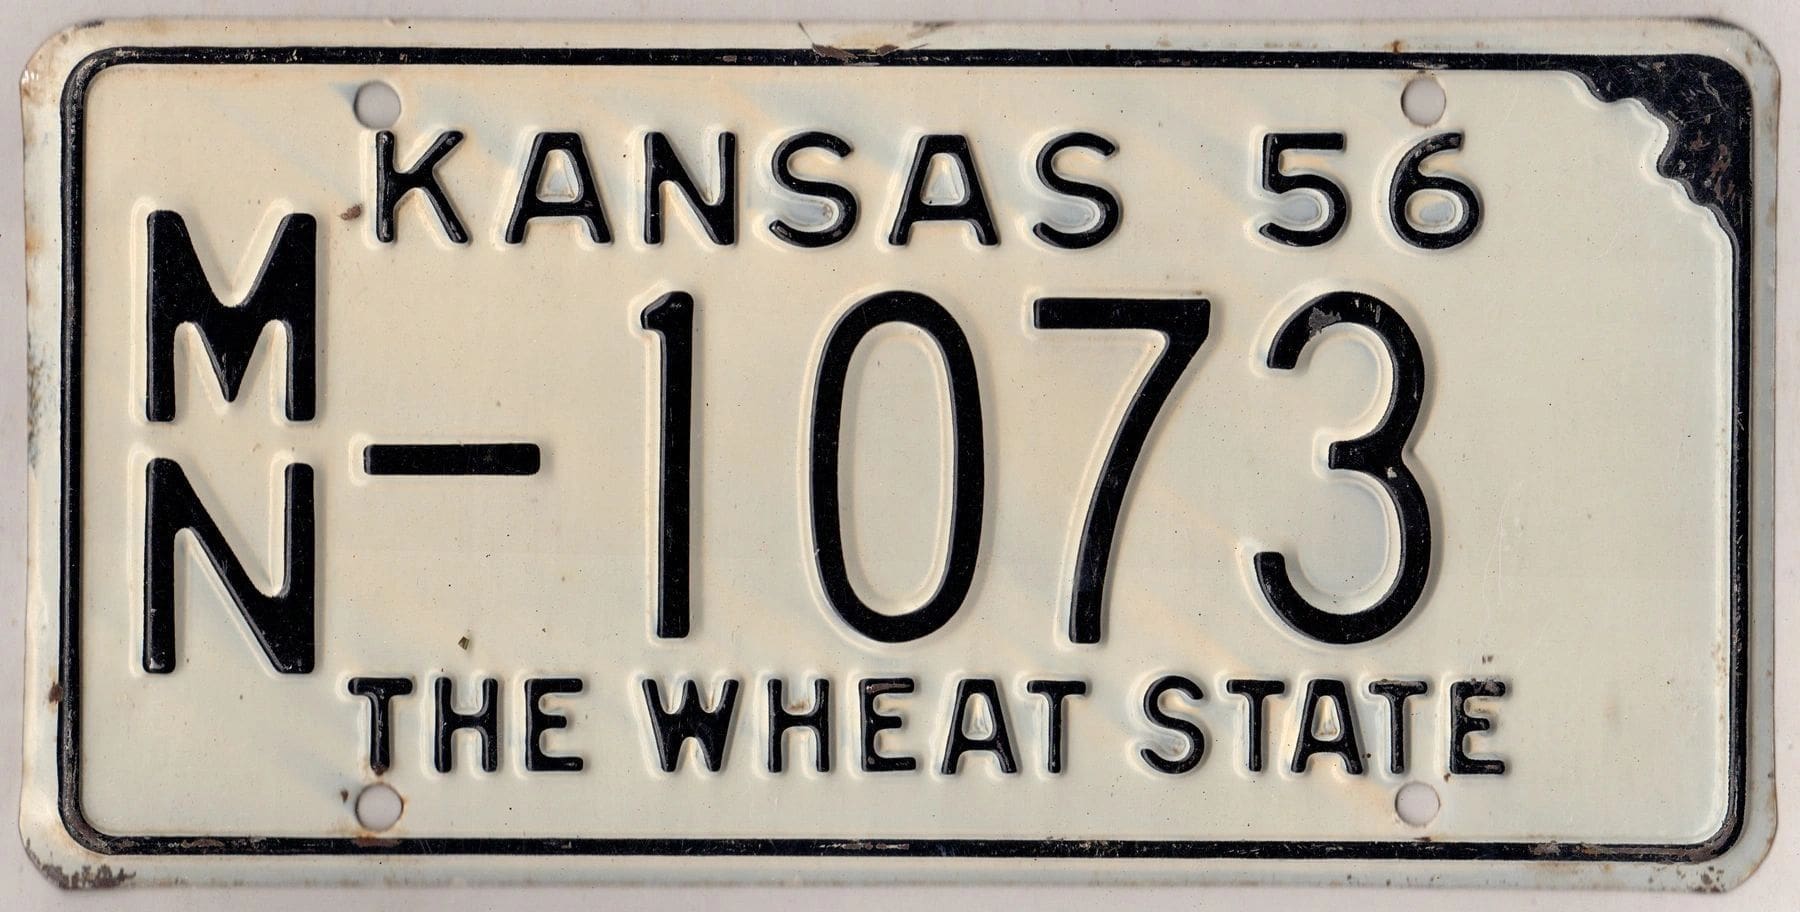 KANSAS 56
MN-1073
THE WHEAT STATE